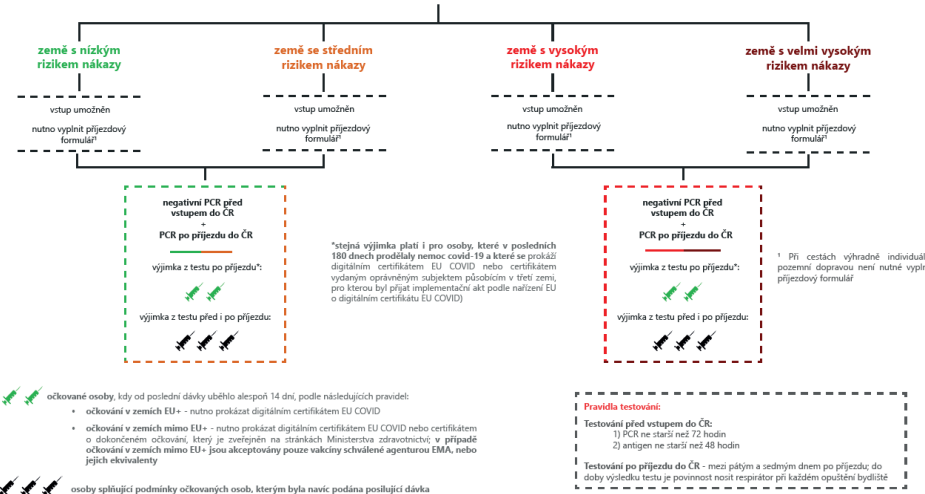 země s nízkým
rizikem nákazy
země se středním
rizikem nákazy
země s vysokým
rizikem nákazy
země s velmi vysokým
rizikem nákazy
vstup umožněn
nutno vyplnit příjezdový
formulář¹
vstup umožněn
nutno vyplnit příjezdový
formulář¹
vstup umožněn
nutno vyplnit příjezdový
formulář¹
vstup umožněn
nutno vyplnit příjezdový
formulář¹
negativní PCR před
vstupem do ČR
+
PCR po příjezdu do ČR
výjimka z testu po příjezdu*:
výjimka z testu před i po příjezdu:
*stejná výjimka platí i pro osoby, které v posledních
180 dnech prodělaly nemoc covid-19 a které se prokáží
digitálním certifikátem EU COVID nebo certifikátem
vydaným oprávněným subjektem působícím v třetí zemi,
pro kterou byl přijat implementační akt podle nařízení EU
o digitálním certifikátu EU COVID)
negativní PCR před
vstupem do ČR
+
PCR po příjezdu do ČR
výjimka z testu po příjezdu*:
výjimka z testu před i po příjezdu:
¹ Při cestách výhradně individuál
pozemní dopravou není nutné vypln
příjezdový formulář
očkované osoby, kdy od poslední dávky uběhlo alespoň 14 dní, podle následujících pravidel:
• očkování v zemích EU+ - nutno prokázat digitálním certifikátem EU COVID
• očkování v zemích mimo EU+ - nutno prokázat digitálním certifikátem EU COVID nebo certifikátem
o dokončeném očkování, který je zveřejněn na stránkách Ministerstva zdravotnictví; v případě
očkování v zemích mimo EU+ jsou akceptovány pouze vakcíny schválené agenturou EMA, nebo
jejich ekvivalenty
osoby splňující podmínky očkovaných osob, kterým byla navíc podána posilující dávka
Pravidla testování:
Testování před vstupem do ČR:
1) PCR ne starší než 72 hodin
2) antigen ne starší než 48 hodin
Testování po příjezdu do ČR - mezi pátým a sedmým dnem po příjezdu; do
doby výsledku testu je povinnost nosit respirátor při každém opuštění bydliště